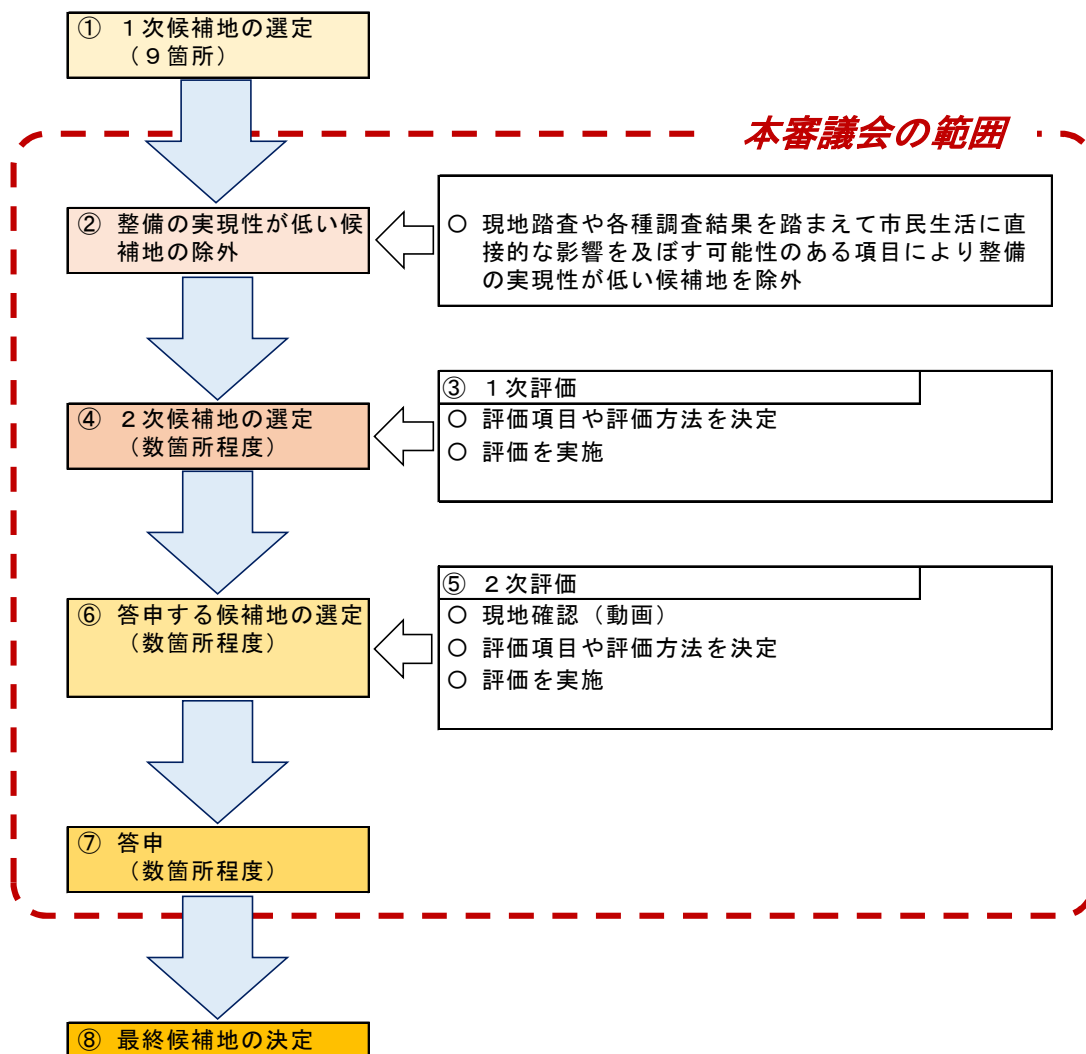 ① １次候補地の選定
（９箇所）
本審議会の範囲
② 整備の実現性が低い候
補地の除外
○ 現地踏査や各種調査結果を踏まえて市民生活に直
接的な影響を及ぼす可能性のある項目により整備
の実現性が低い候補地を除外
③ １次評価
④ ２次候補地の選定
（数箇所程度）
○ 評価項目や評価方法を決定
○ 評価を実施
⑤ ２次評価
⑥ 答申する候補地の選定
（数箇所程度）
○ 現地確認（動画）
○ 評価項目や評価方法を決定
○ 評価を実施
⑦ 答申
（数箇所程度）
⑧ 最終候補地の決定